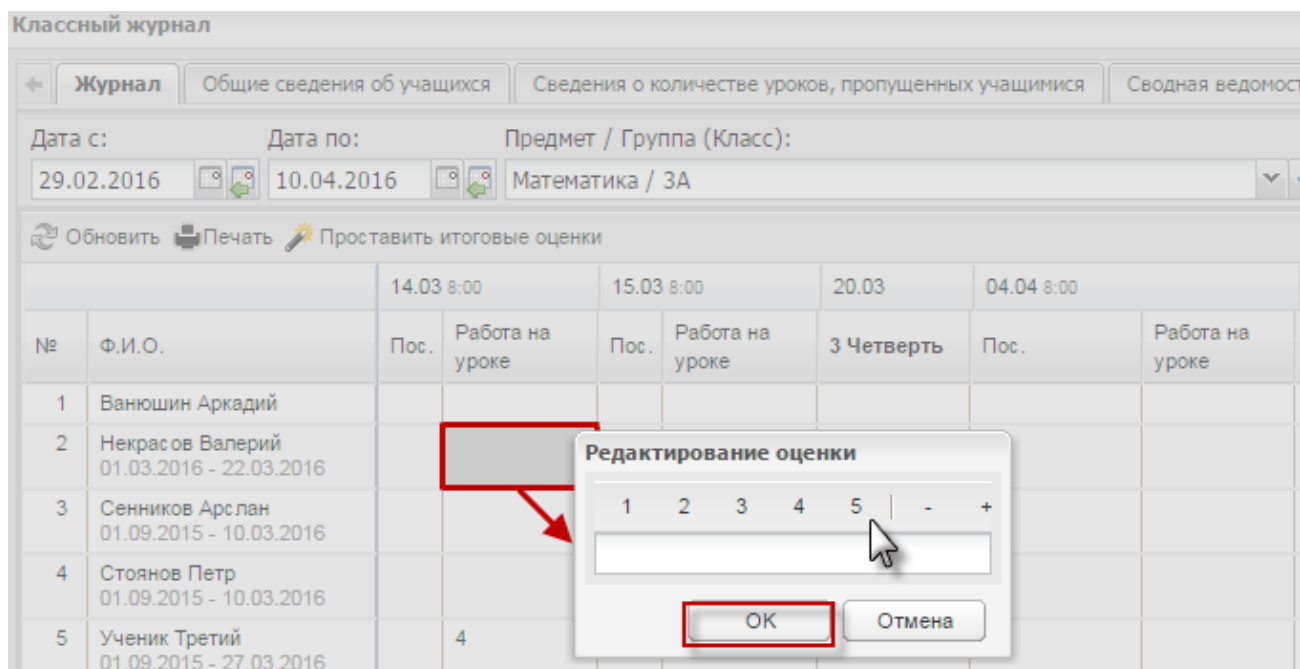 Классный журнал
Журнал Общие сведения об учащихся Сведения о количестве уроков, пропущенных учащимися Сводная ведомост
Дата с: Дата по: Предмет / Группа (Класс):
29.02.2016 10.04.2016 Математика / 3А
Обновить Печать Проставить итоговые оценки
14.03 8:00 15.03 8:00 20.03 04.04 8:00
№ Ф.И.О. Пос. Работа на уроке Пос. Работа на уроке 3 Четверть Пос. Работа на уроке
1 Ванюшин Аркадий
2 Некрасов Валерий
01.03.2016 - 22.03.2016
Редактирование оценки
3 Сенников Арслан
01.09.2015 - 10.03.2016
1 2 3 4 5 | - +
4 Стоянов Петр
01.09.2015 - 10.03.2016
OK Отмена
5 Ученик Третий 4
01.09.2015 - 27.03.2016